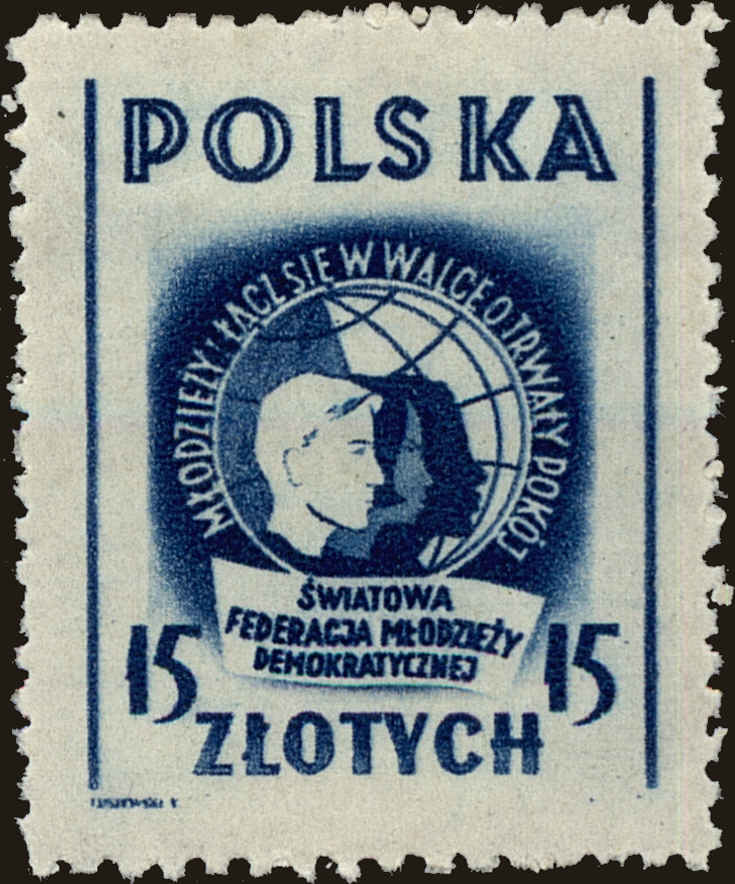 POLSKA
MŁODZIEŻY ŁĄCZ SIĘ W WALCE O TRWAŁY POKÓJ
ŚWIATOWA
FEDERACJA MŁODZIEŻY
DEMOKRATYCZNEJ
15 15
ZŁOTYCH